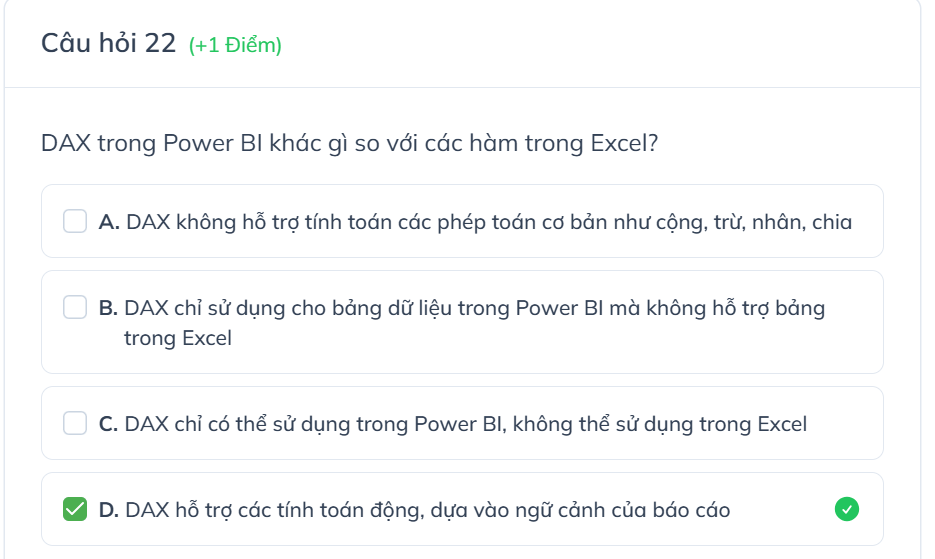 Câu hỏi 22 (+1 Điểm)
DAX trong Power BI khác gì so với các hàm trong Excel?
A. DAX không hỗ trợ tính toán các phép toán cơ bản như cộng, trừ, nhân, chia
B. DAX chỉ sử dụng cho bảng dữ liệu trong Power BI mà không hỗ trợ bảng
trong Excel
C. DAX chỉ có thể sử dụng trong Power BI, không thể sử dụng trong Excel
D. DAX hỗ trợ các tính toán động, dựa vào ngữ cảnh của báo cáo